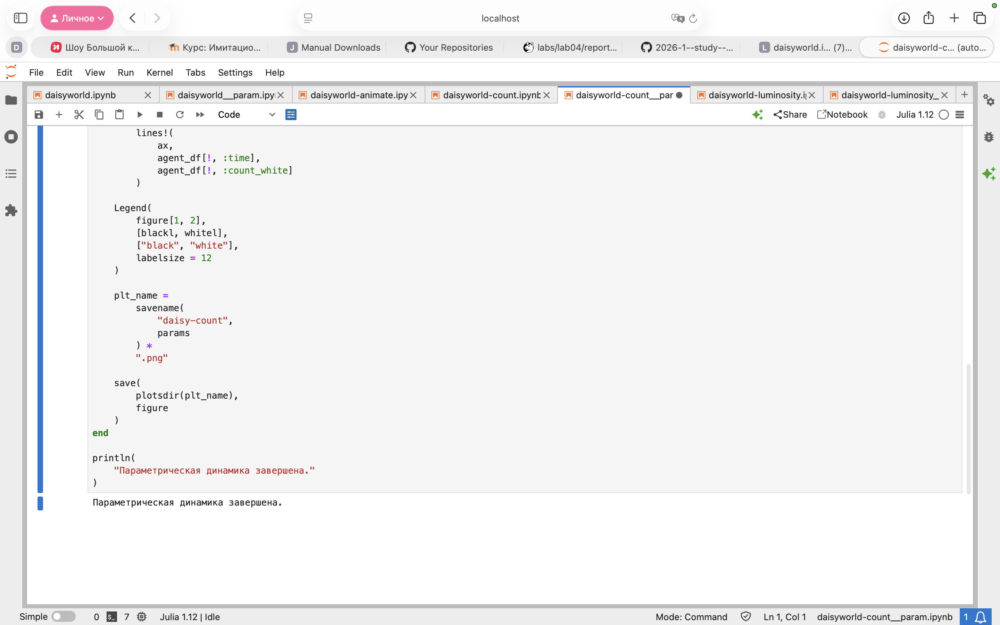 Личное
localhost
D
Шоу Большой к...
Курс: Имитацио...
J
Manual Downloads
Your Repositories
labs/lab04/report...
2026-1--study--...
L
daisyworld.i... (7)...
daisyworld-c... (auto...
File Edit View Run Kernel Tabs Settings Help
daisyworld.ipynb
daisyworld__param.ipy
daisyworld-animate.ipy
daisyworld-count.ipynb
daisyworld-count__par
daisyworld-luminosity.i
daisyworld-luminosity_
Code
Share
Notebook
Julia 1.12
lines!(
ax,
agent_df[!, :time],
agent_df[!, :count_white]
)
Legend(
figure[1, 2],
[blackl, whitel],
["black", "white"],
labelsize = 12
)
plt_name =
savename(
"daisy-count",
params
) *
".png"
save(
plotsdir(plt_name),
figure
)
end
println(
"Параметрическая динамика завершена."
)
Параметрическая динамика завершена.
Simple 0 $_ 7 Julia 1.12 | Idle Mode: Command Ln 1, Col 1 daisyworld-count__param.ipynb 1